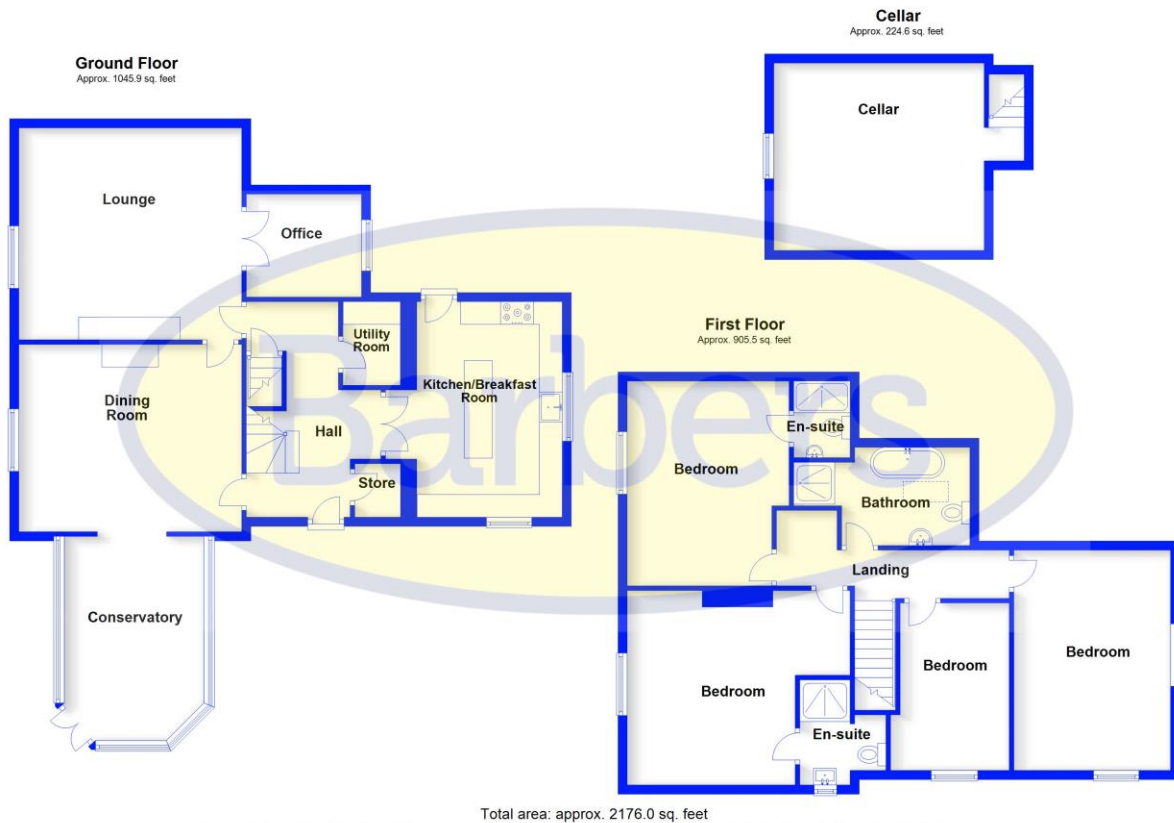 Ground Floor
Approx. 1045.9 sq. feet
Lounge
Office
Utility
Room
Kitchen/Breakfast
Room
Dining
Room
Hall
Store
Conservatory
Cellar
Approx. 224.6 sq. feet
Cellar
First Floor
Approx. 905.5 sq. feet
En-suite
Bedroom
Bathroom
Landing
Bedroom
Bedroom
Bedroom
En-suite
Total area: approx. 2176.0 sq. feet
Barbers